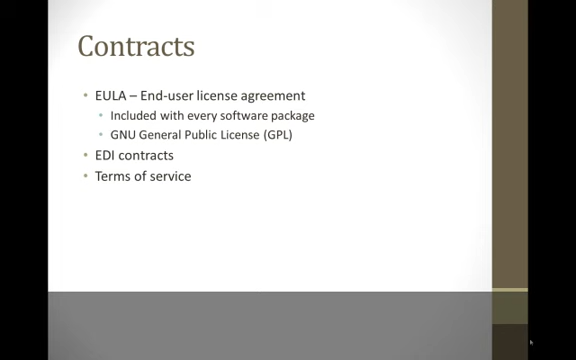 Contracts
• EULA – End-user license agreement
• Included with every software package
• GNU General Public License (GPL)
• EDI contracts
• Terms of service